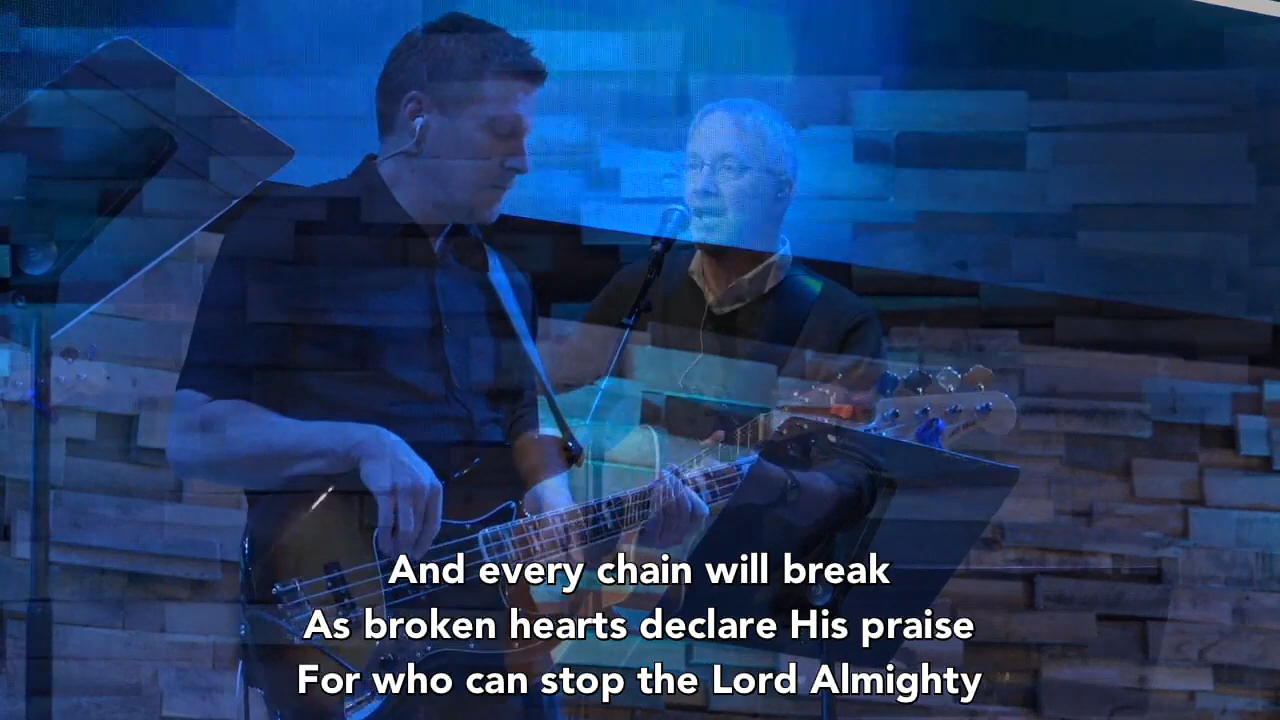 And every chain will break
As broken hearts declare His praise
For who can stop the Lord Almighty